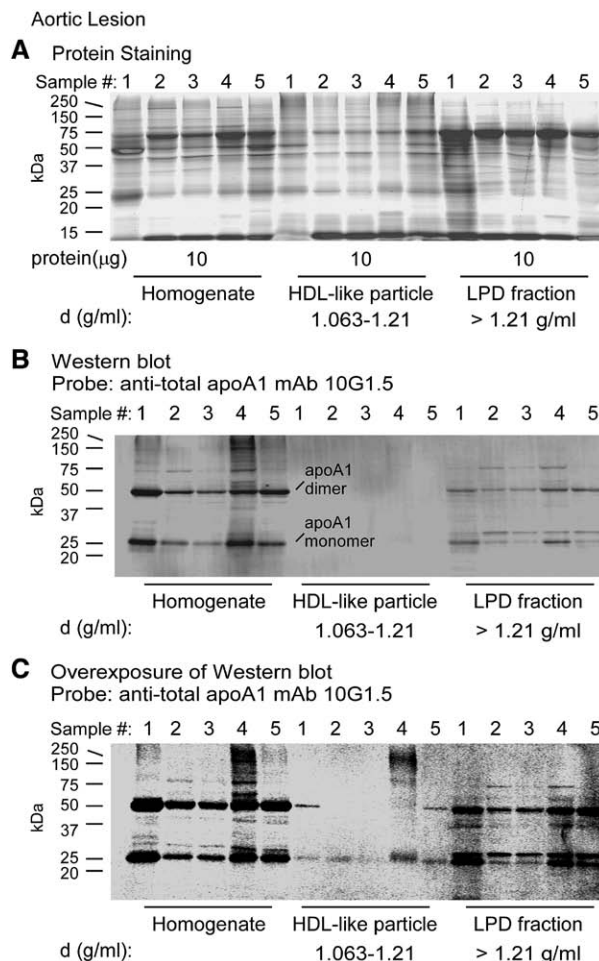 Aortic Lesion
A Protein Staining
Sample #: 1 2 3 4 5 1 2 3 4 5 1 2 3 4 5
250
150
75
50
37
25
20
15
kDa
protein(μg) 10 10 10
Homogenate HDL-like particle LPD fraction
d (g/ml): 1.063-1.21 > 1.21 g/ml
B Western blot
Probe: anti-total apoA1 mAb 10G1.5
Sample #: 1 2 3 4 5 1 2 3 4 5 1 2 3 4 5
250
150
75
50
37
25
20
kDa
apoA1
dimer
apoA1
monomer
Homogenate HDL-like particle LPD fraction
d (g/ml): 1.063-1.21 > 1.21 g/ml
C Overexposure of Western blot
Probe: anti-total apoA1 mAb 10G1.5
Sample #: 1 2 3 4 5 1 2 3 4 5 1 2 3 4 5
250
150
75
50
37
25
20
kDa
Homogenate HDL-like particle LPD fraction
d (g/ml): 1.063-1.21 > 1.21 g/ml